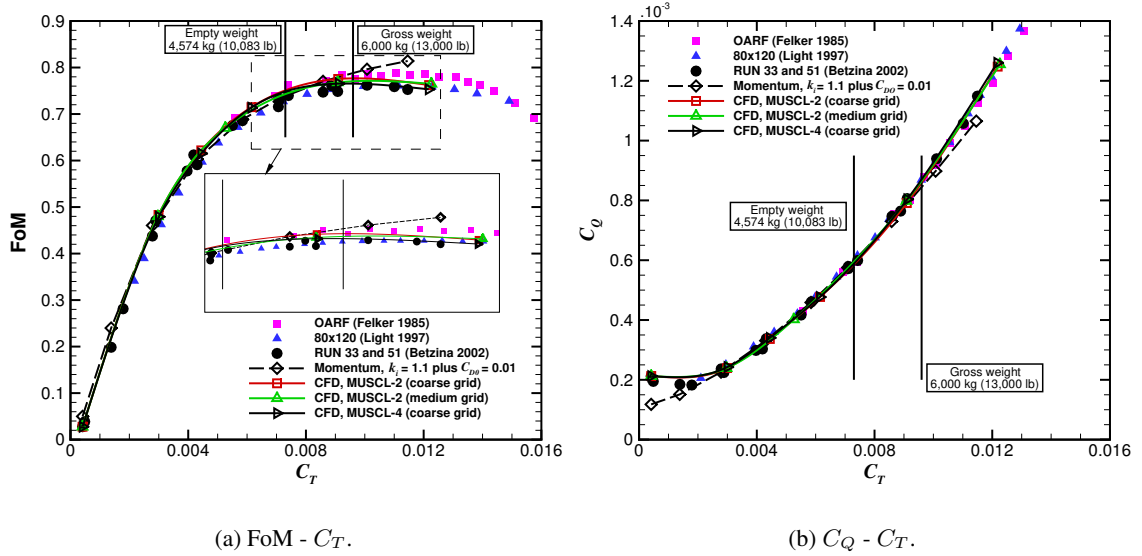 Empty weight
4,574 kg (10,083 lb)
Gross weight
6,000 kg (13,000 lb)
FoM
0.9
0.8
0.7
0.6
0.5
0.4
0.3
0.2
0.1
0
OARF (Felker 1985)
80x120 (Light 1997)
RUN 33 and 51 (Betzina 2002)
Momentum, k_i = 1.1 plus C_D0 = 0.01
CFD, MUSCL-2 (coarse grid)
CFD, MUSCL-2 (medium grid)
CFD, MUSCL-4 (coarse grid)
0 0.004 0.008 0.012 0.016
C_T
(a) FoM - C_T.
1.4 ×10^-3
1.2
1
0.8
0.6
0.4
0.2
0
C_Q
OARF (Felker 1985)
80x120 (Light 1997)
RUN 33 and 51 (Betzina 2002)
Momentum, k_i = 1.1 plus C_D0 = 0.01
CFD, MUSCL-2 (coarse grid)
CFD, MUSCL-2 (medium grid)
CFD, MUSCL-4 (coarse grid)
Empty weight
4,574 kg (10,083 lb)
Gross weight
6,000 kg (13,000 lb)
0 0.004 0.008 0.012 0.016
C_T
(b) C_Q - C_T.